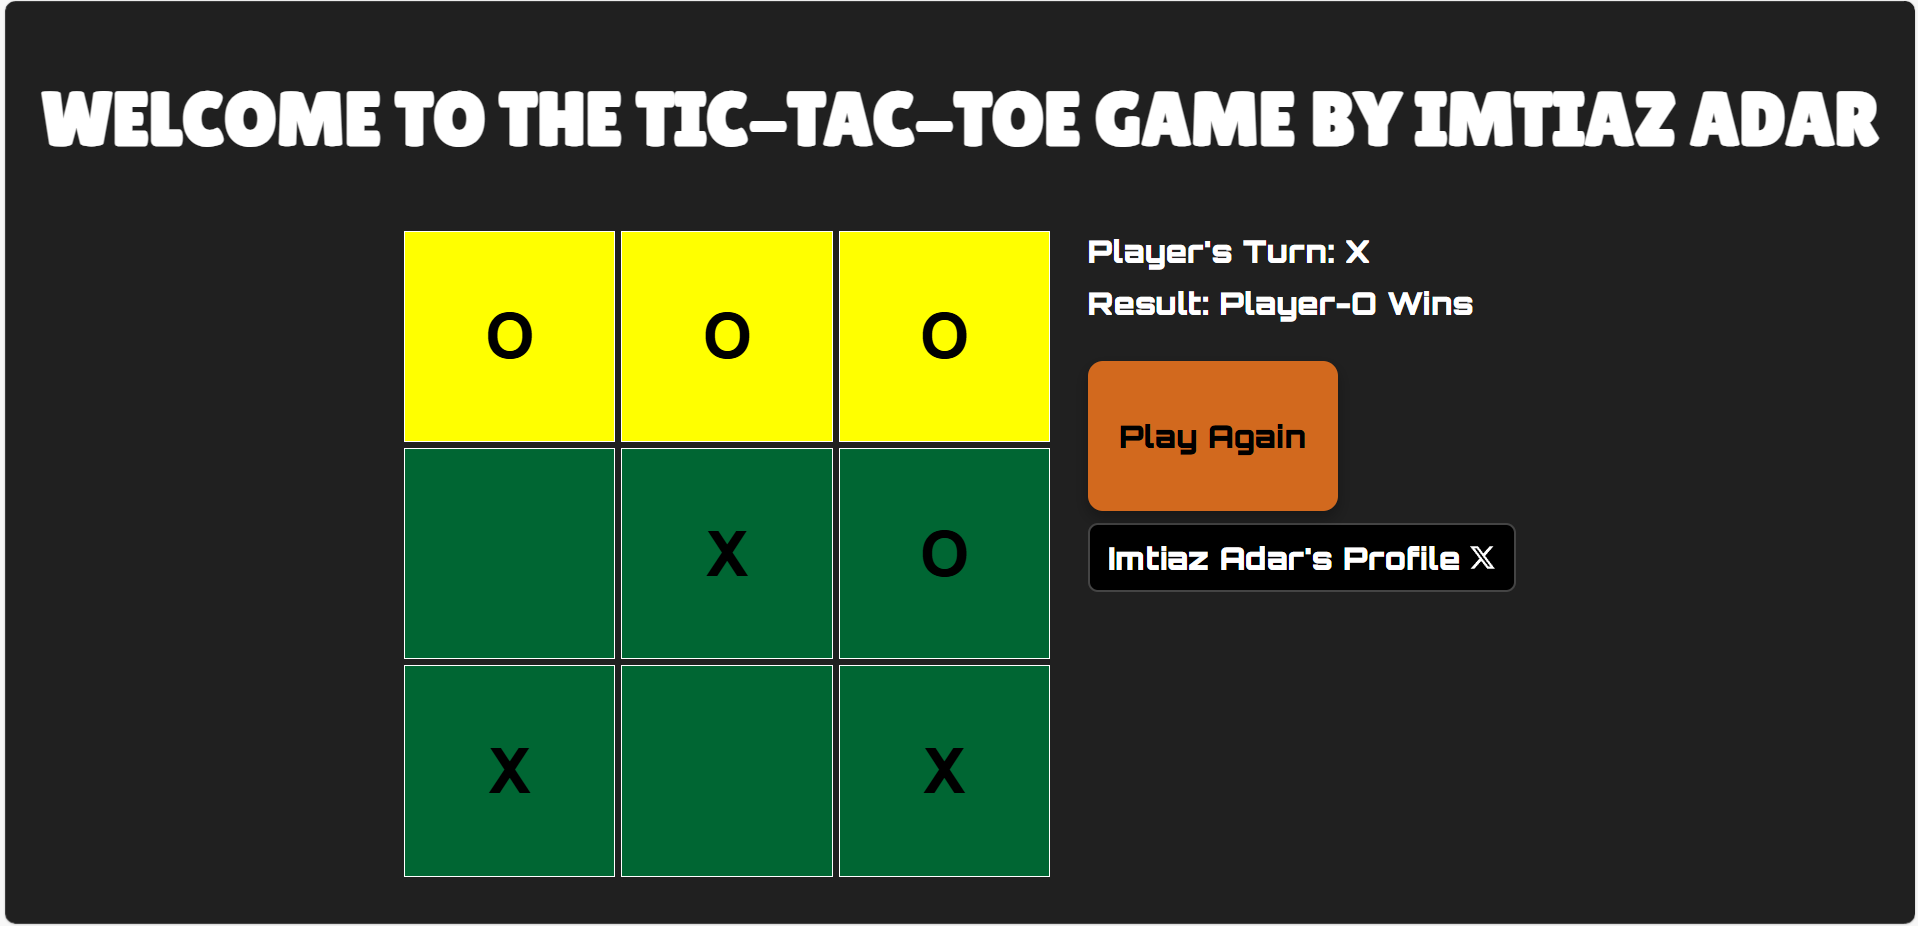 WELCOME TO THE TIC-TAC-TOE GAME BY IMTIAZ ADAR
O O O
X O
X X
Player's Turn: X
Result: Player-O Wins
Play Again
Imtiaz Adar's Profile 𝕏